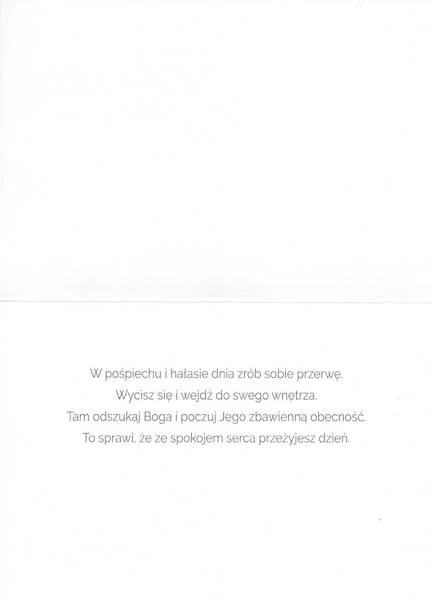 W pośpiechu i hałasie dnia zrób sobie przerwę.
Wycisz się i wejdź do swego wnętrza.
Tam odszukaj Boga i poczuj Jego zbawienną obecność.
To sprawi, że ze spokojem serca przeżyjesz dzień.